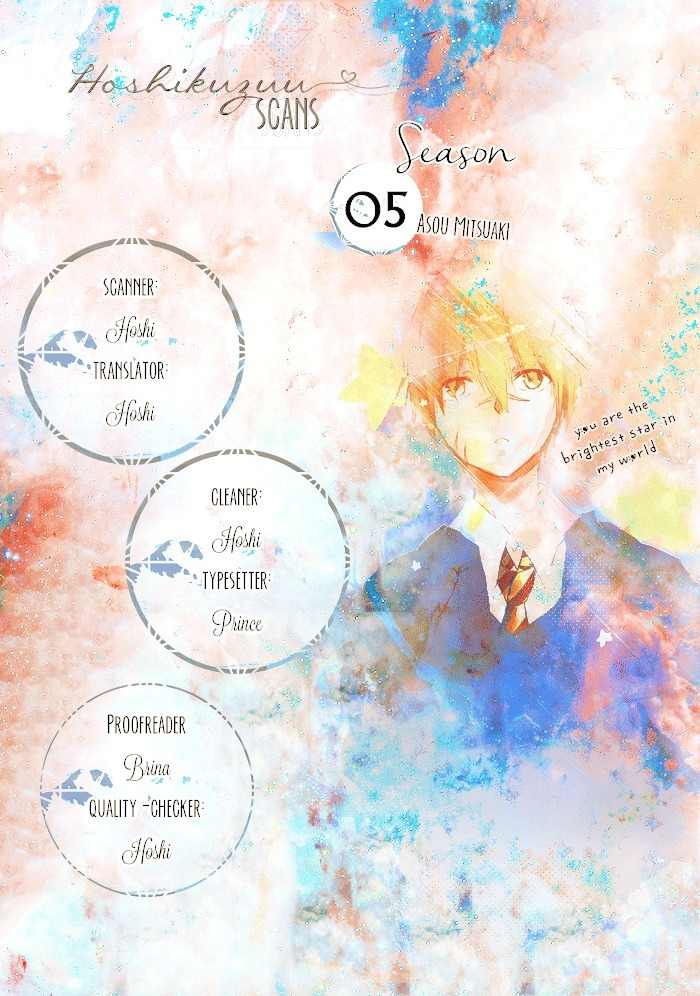 Hoshikuzuu
SCANS
Season
05
ASOU MITSUAKI
SCANNER:
Hoshi
TRANSLATOR:
Hoshi
you are the
brightest star in
my world
CLEANER:
Hoshi
TYPESETTER:
Prince
PROOFREADER
Brina
QUALITY -CHECKER:
Hoshi